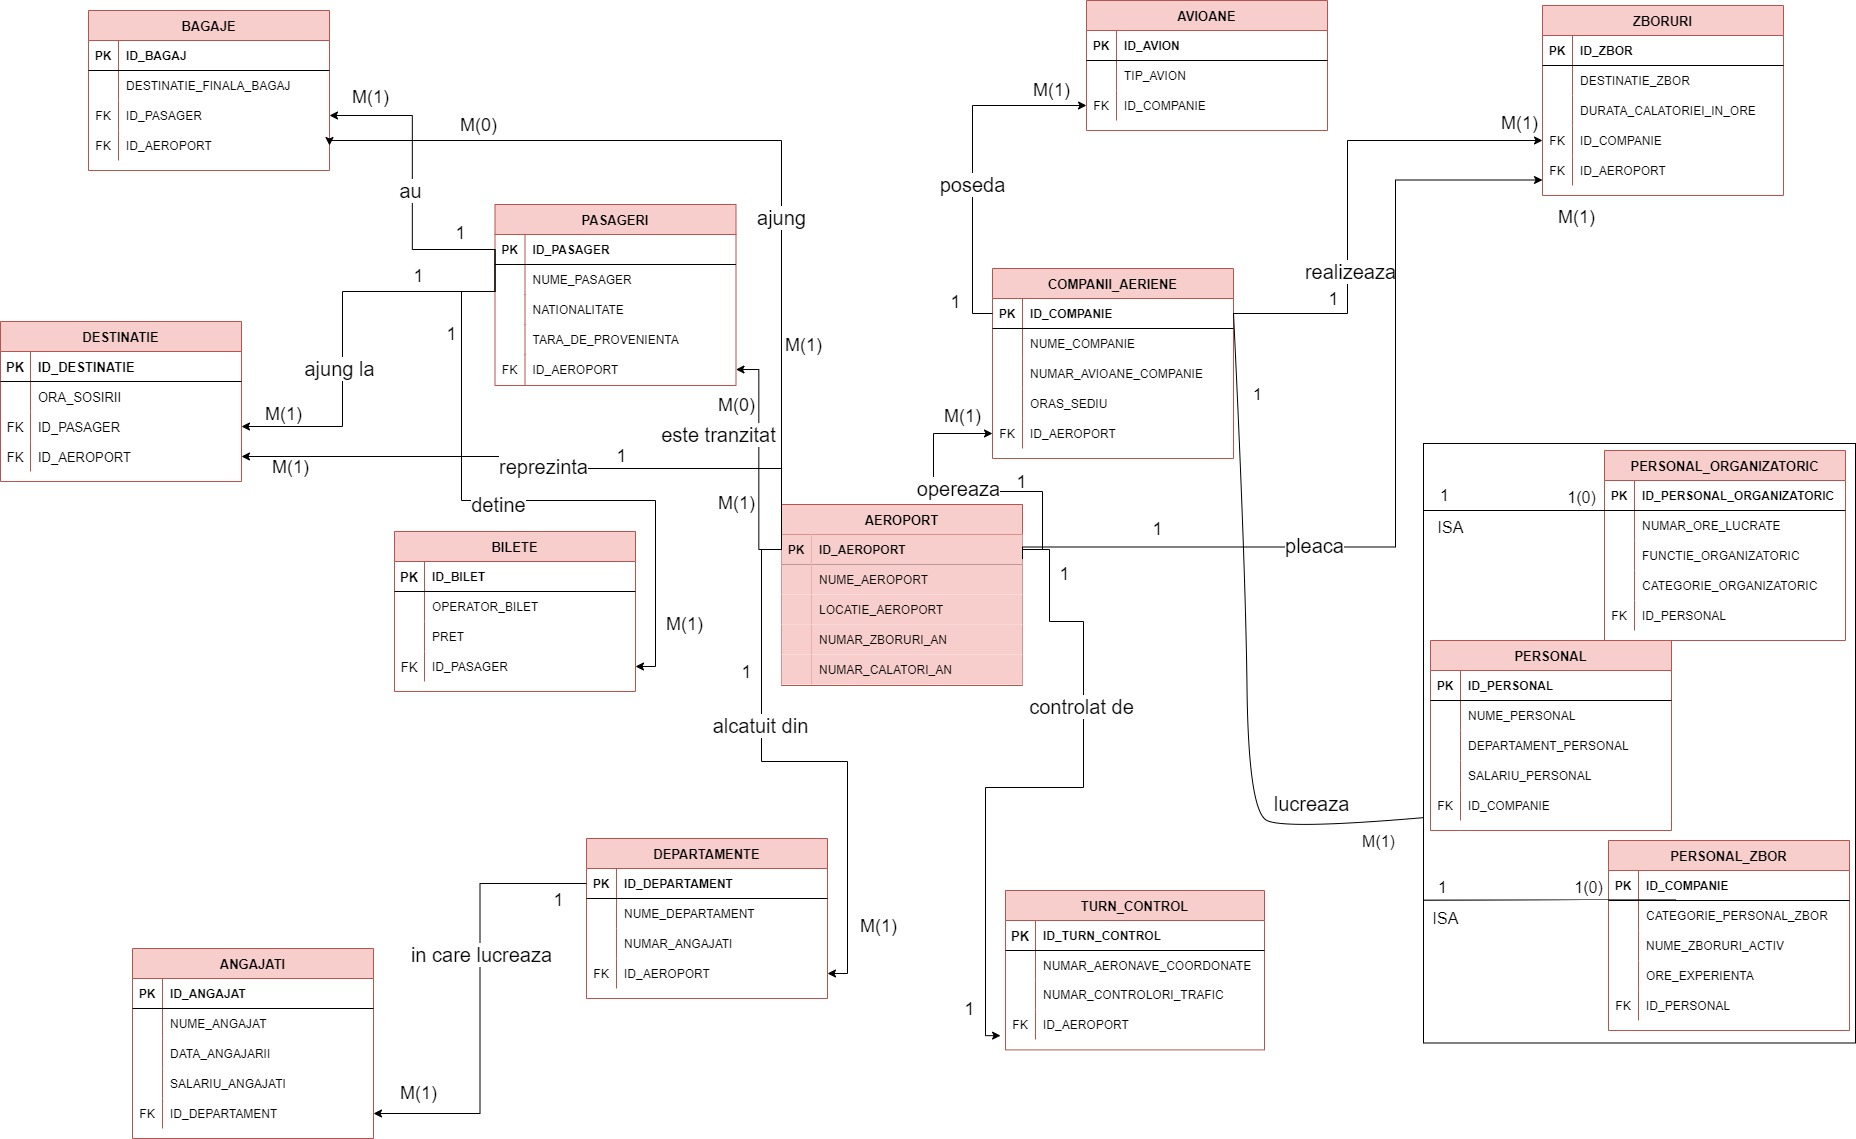 BAGAJE
PK ID_BAGAJ
DESTINATIE_FINALA_BAGAJ
FK ID_PASAGER
FK ID_AEROPORT
M(1)
M(0)
au
1
ajung
M(1)
PASAGERI
PK ID_PASAGER
NUME_PASAGER
NATIONALITATE
TARA_DE_PROVENIENTA
FK ID_AEROPORT
1
1
ajung la
M(1)
DESTINATIE
PK ID_DESTINATIE
ORA_SOSIRII
FK ID_PASAGER
FK ID_AEROPORT
M(1)
reprezinta
1
M(0)
este tranzitat
M(1)
detine
M(1)
BILETE
PK ID_BILET
OPERATOR_BILET
PRET
FK ID_PASAGER
AVIOANE
PK ID_AVION
TIP_AVION
FK ID_COMPANIE
M(1)
poseda
1
ZBORURI
PK ID_ZBOR
DESTINATIE_ZBOR
DURATA_CALATORIEI_IN_ORE
FK ID_COMPANIE
FK ID_AEROPORT
M(1)
M(1)
realizeaza
1
COMPANII_AERIENE
PK ID_COMPANIE
NUME_COMPANIE
NUMAR_AVIOANE_COMPANIE
ORAS_SEDIU
FK ID_AEROPORT
1
M(1)
opereaza
1
AEROPORT
PK ID_AEROPORT
NUME_AEROPORT
LOCATIE_AEROPORT
NUMAR_ZBORURI_AN
NUMAR_CALATORI_AN
1
pleaca
1
controlat de
1
1
alcatuit din
M(1)
PERSONAL_ORGANIZATORIC
PK ID_PERSONAL_ORGANIZATORIC
NUMAR_ORE_LUCRATE
FUNCTIE_ORGANIZATORIC
CATEGORIE_ORGANIZATORIC
FK ID_PERSONAL
1
1(0)
ISA
PERSONAL
PK ID_PERSONAL
NUME_PERSONAL
DEPARTAMENT_PERSONAL
SALARIU_PERSONAL
FK ID_COMPANIE
lucreaza
M(1)
PERSONAL_ZBOR
PK ID_COMPANIE
CATEGORIE_PERSONAL_ZBOR
NUME_ZBORURI_ACTIV
ORE_EXPERIENTA
FK ID_PERSONAL
1
1(0)
ISA
DEPARTAMENTE
PK ID_DEPARTAMENT
NUME_DEPARTAMENT
NUMAR_ANGAJATI
FK ID_AEROPORT
1
in care lucreaza
M(1)
TURN_CONTROL
PK ID_TURN_CONTROL
NUMAR_AERONAVE_COORDONATE
NUMAR_CONTROLORI_TRAFIC
FK ID_AEROPORT
ANGAJATI
PK ID_ANGAJAT
NUME_ANGAJAT
DATA_ANGAJARII
SALARIU_ANGAJATI
FK ID_DEPARTAMENT